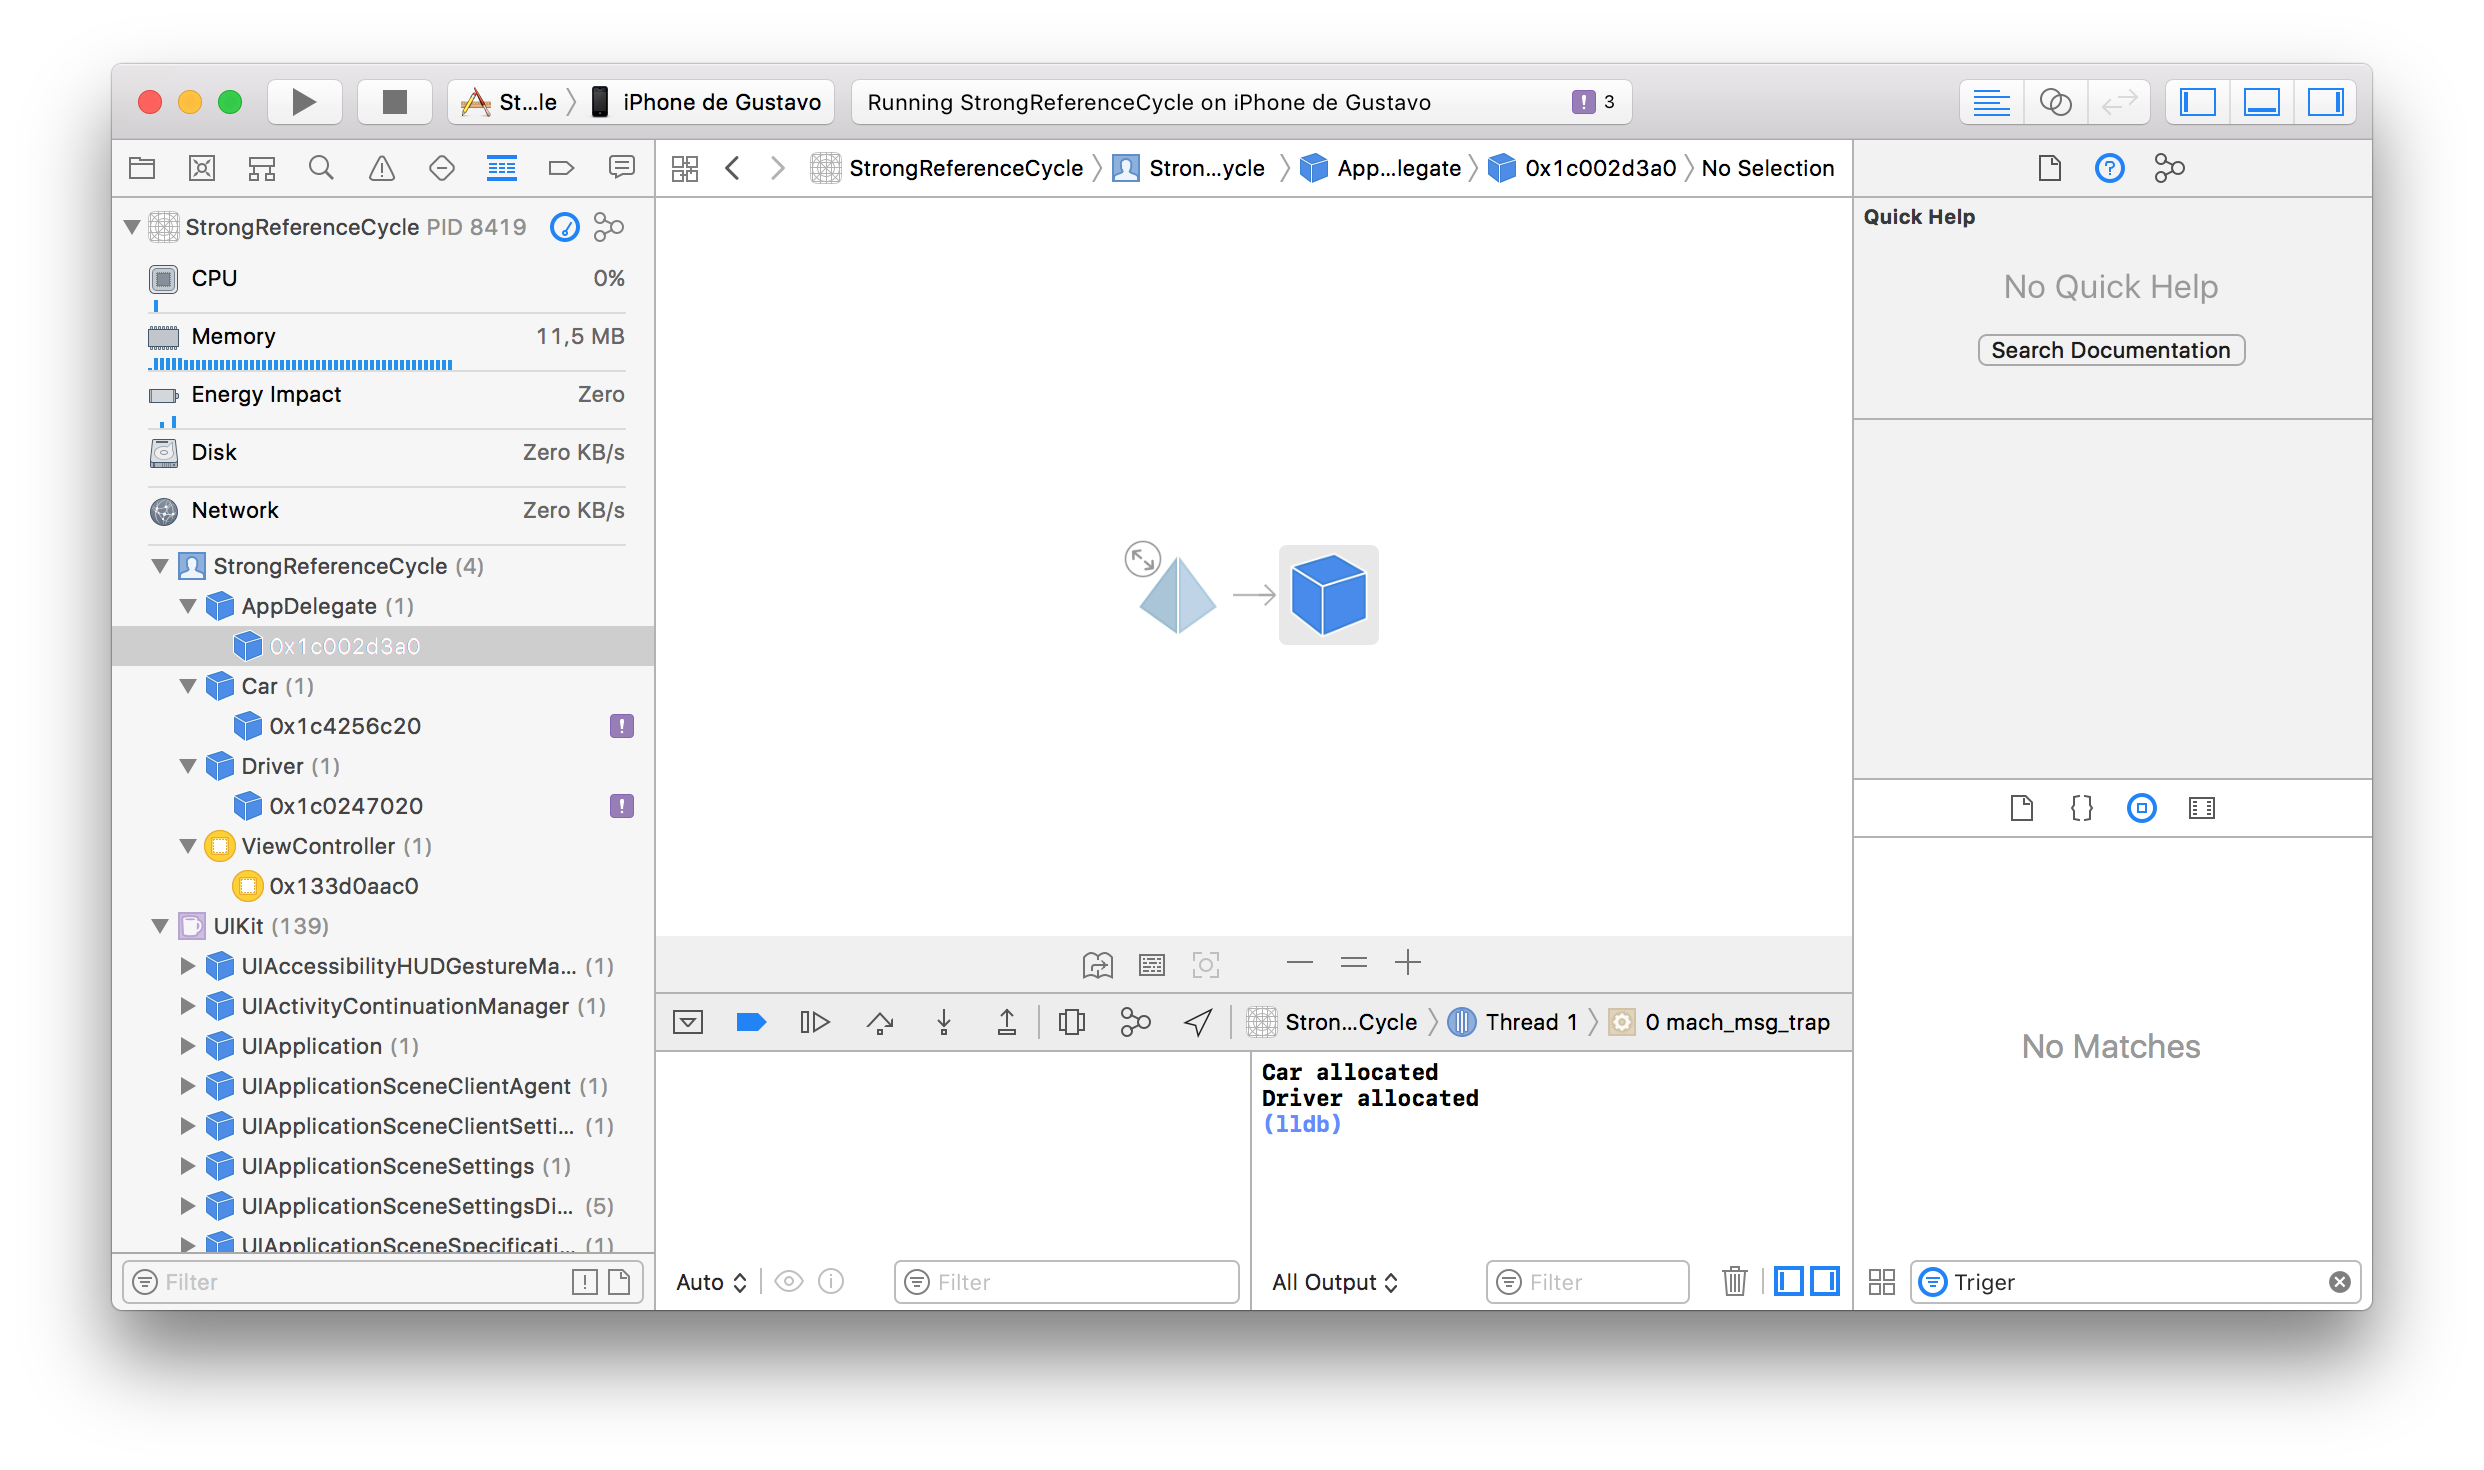 St...le 〉 iPhone de Gustavo
Running StrongReferenceCycle on iPhone de Gustavo
3
StrongReferenceCycle 〉 Stron...ycle 〉 App...legate 〉 0x1c002d3a0 〉 No Selection
StrongReferenceCycle PID 8419
CPU 0%
Memory 11,5 MB
Energy Impact Zero
Disk Zero KB/s
Network Zero KB/s
StrongReferenceCycle (4)
AppDelegate (1)
0x1c002d3a0
Car (1)
0x1c4256c20
Driver (1)
0x1c0247020
ViewController (1)
0x133d0aac0
UIKit (139)
UIAccessibilityHUDGestureMa... (1)
UIActivityContinuationManager (1)
UIApplication (1)
UIApplicationSceneClientAgent (1)
UIApplicationSceneClientSetti... (1)
UIApplicationSceneSettings (1)
UIApplicationSceneSettingsDi... (5)
UIApplicationSceneSpecificati... (1)
Filter
Stron...Cycle 〉 Thread 1 〉 0 mach_msg_trap
Car allocated
Driver allocated
(lldb)
Auto
Filter
All Output
Filter
Quick Help
No Quick Help
Search Documentation
No Matches
Triger